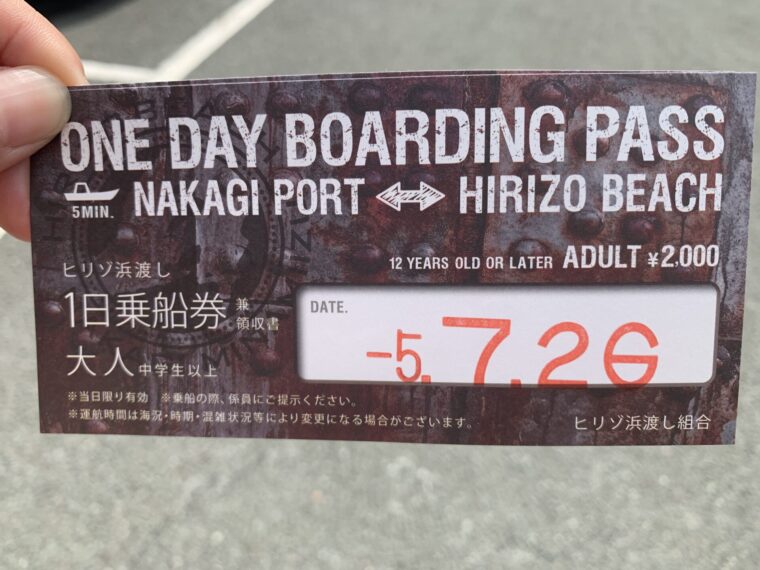 ONE DAY BOARDING PASS
5MIN. NAKAGI PORT ⇔ HIRIZO BEACH
12 YEARS OLD OR LATER ADULT ¥2,000
ヒリゾ浜渡し
1日乗船券 兼領収書
大人 中学生以上
DATE.
-5.7.26
※当日限り有効 ※乗船の際、係員にご提示ください。
※運航時間は海況・時期・混雑状況等により変更になる場合がございます。
ヒリゾ浜渡し組合